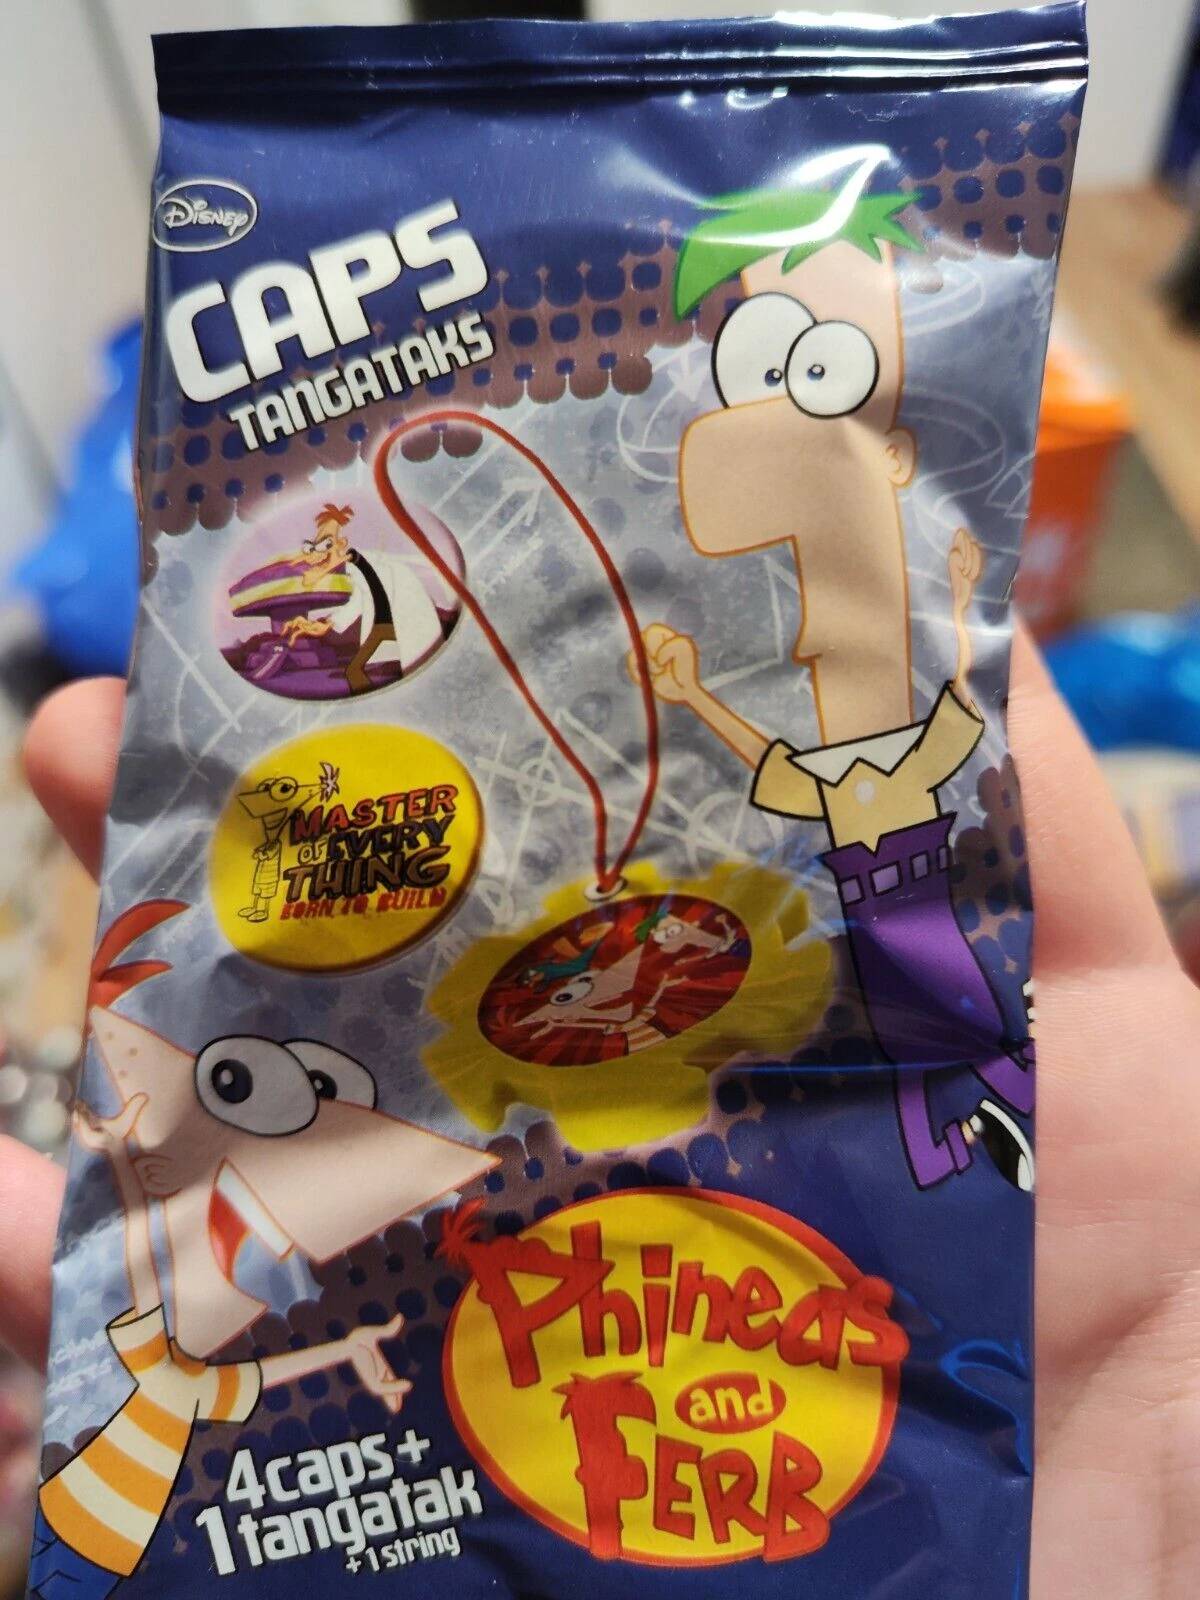 Disney
CAPS
TANGATAKS
MASTER
OF EVERY
THING
BORN TO BUILD
Phineas
and
FERB
4caps+
1tangatak
+1string